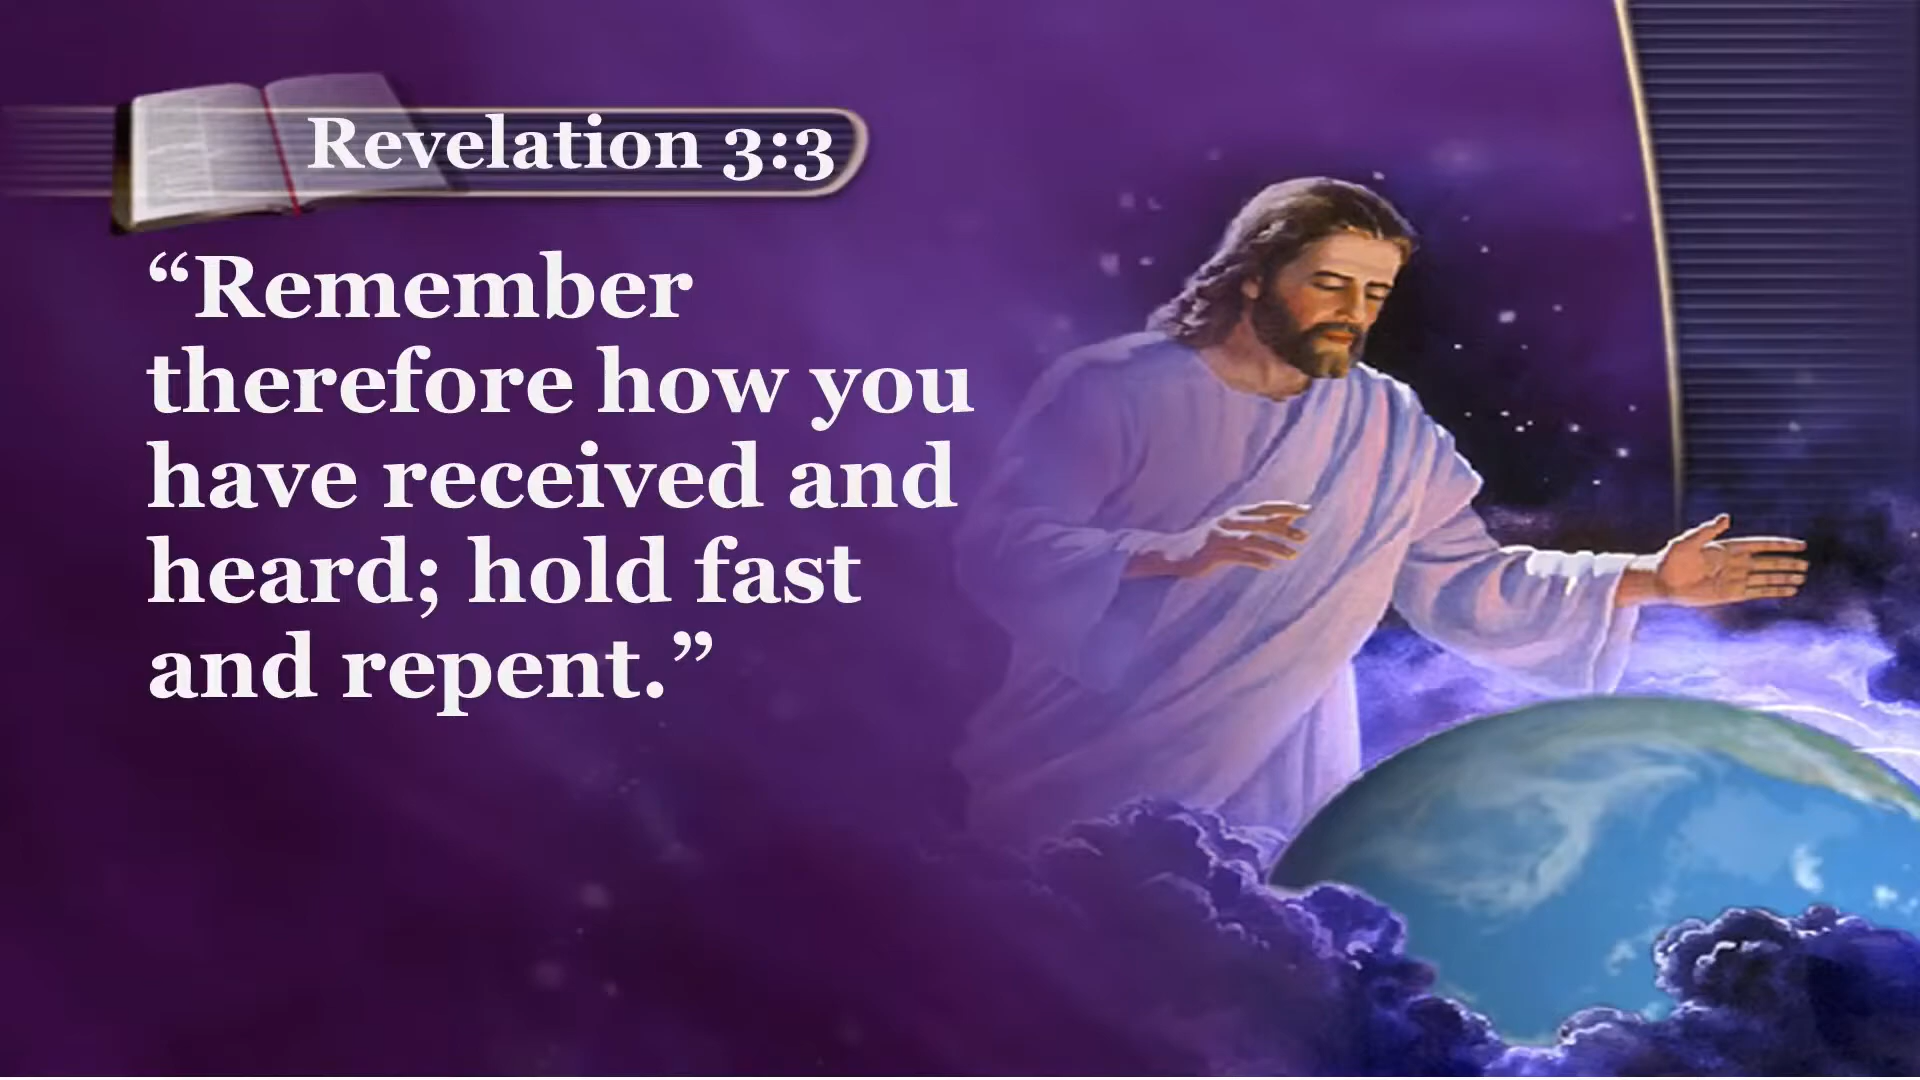 Revelation 3:3
“Remember
therefore how you
have received and
heard; hold fast
and repent.”